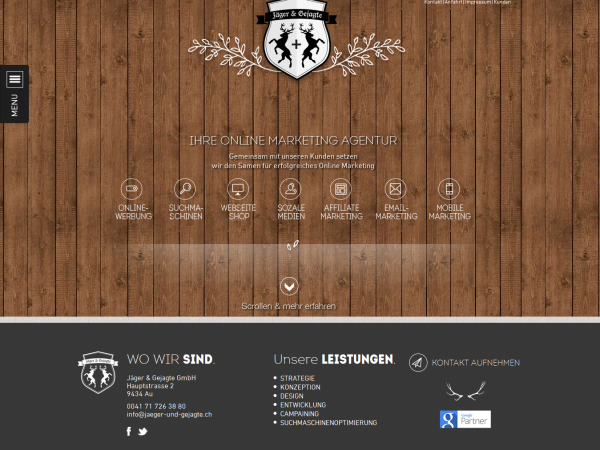 Kontakt|Anfahrt|Impressum|Kunden
Jäger & Gejagte
MENU
IHRE ONLINE MARKETING AGENTUR
Gemeinsam mit unseren Kunden setzen
wir den Samen für erfolgreiches Online Marketing
ONLINE-
WERBUNG
SUCHMA-
SCHINEN
WEBSEITE
SHOP
SOZALE
MEDIEN
AFFILIATE
MARKETING
EMAIL-
MARKETING
MOBILE
MARKETING
Scrollen & mehr erfahren
Jäger & Gejagte
WO WIR SIND.
Jäger & Gejagte GmbH
Hauptstrasse 2
9434 Au
0041 71 726 38 80
info@jaeger-und-gejagte.ch
Unsere LEISTUNGEN.
STRATEGIE
KONZEPTION
DESIGN
ENTWICKLUNG
CAMPAINING
SUCHMASCHINENOPTIMIERUNG
KONTAKT AUFNEHMEN
Google
Partner